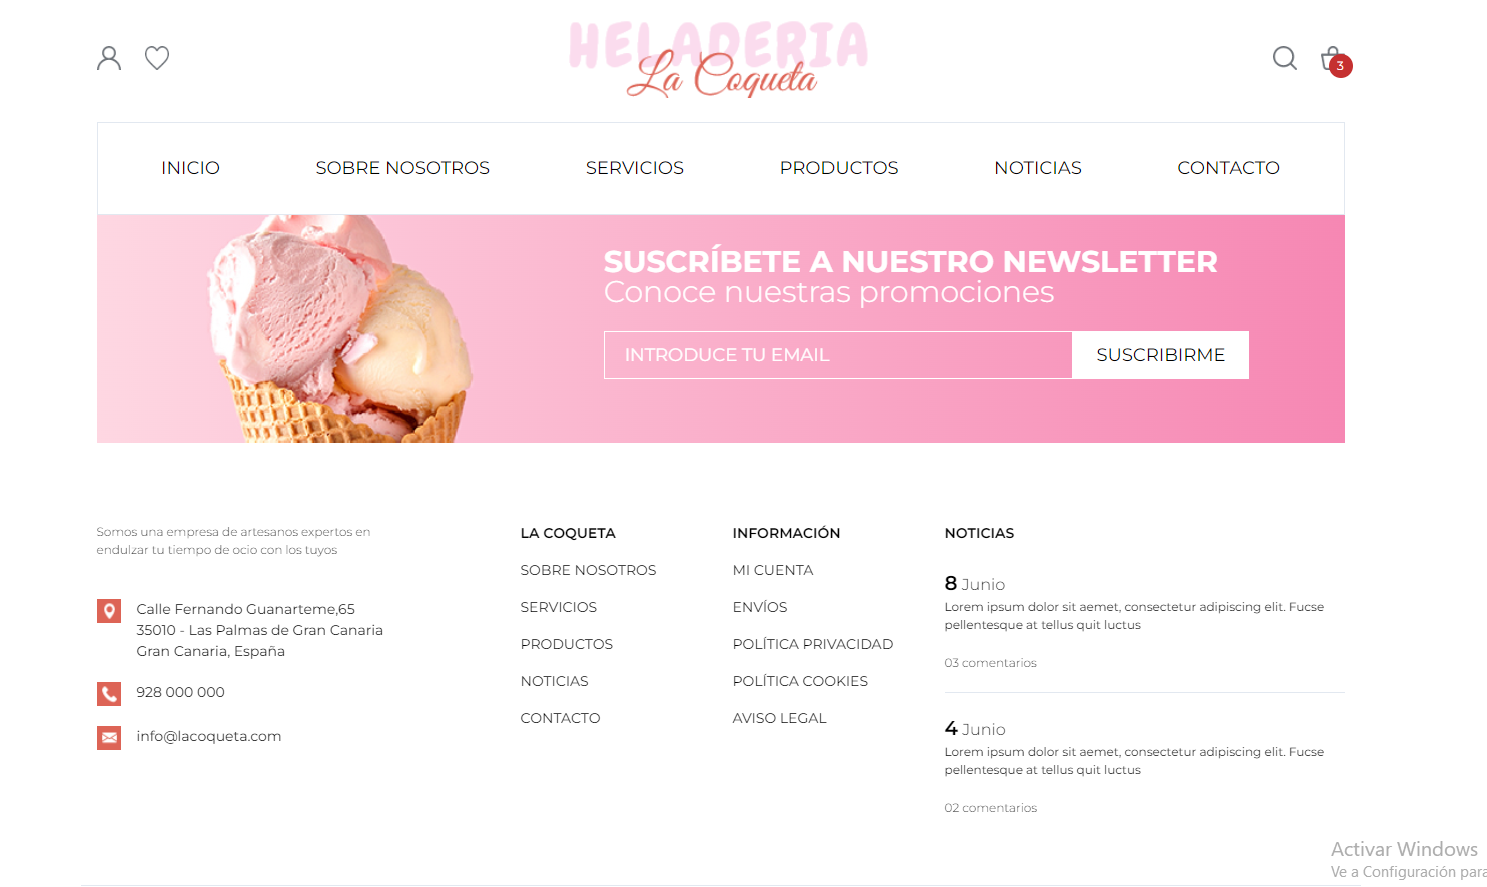 HELADERIA
La Coqueta
3
INICIO SOBRE NOSOTROS SERVICIOS PRODUCTOS NOTICIAS CONTACTO
SUSCRÍBETE A NUESTRO NEWSLETTER
Conoce nuestras promociones
INTRODUCE TU EMAIL SUSCRIBIRME
Somos una empresa de artesanos expertos en
endulzar tu tiempo de ocio con los tuyos
Calle Fernando Guanarteme,65
35010 - Las Palmas de Gran Canaria
Gran Canaria, España
928 000 000
info@lacoqueta.com
LA COQUETA
SOBRE NOSOTROS
SERVICIOS
PRODUCTOS
NOTICIAS
CONTACTO
INFORMACIÓN
MI CUENTA
ENVÍOS
POLÍTICA PRIVACIDAD
POLÍTICA COOKIES
AVISO LEGAL
NOTICIAS
8 Junio
Lorem ipsum dolor sit aemet, consectetur adipiscing elit. Fucse
pellentesque at tellus quit luctus
03 comentarios
4 Junio
Lorem ipsum dolor sit aemet, consectetur adipiscing elit. Fucse
pellentesque at tellus quit luctus
02 comentarios
Activar Windows
Ve a Configuración para